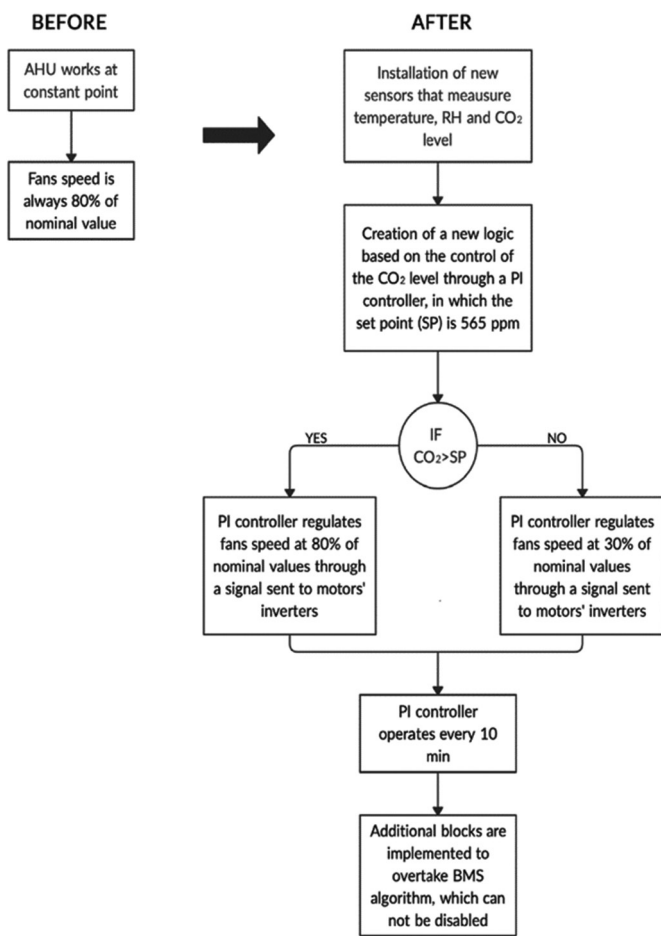 BEFORE
AHU works at
constant point
Fans speed is
always 80% of
nominal value
AFTER
Installation of new
sensors that meausure
temperature, RH and CO₂
level
Creation of a new logic
based on the control of
the CO₂ level through a PI
controller, in which the
set point (SP) is 565 ppm
IF
CO₂>SP
YES
NO
PI controller regulates
fans speed at 80% of
nominal values through
a signal sent to motors'
inverters
PI controller regulates
fans speed at 30% of
nominal values
through a signal sent
to motors' inverters
PI controller
operates every 10
min
Additional blocks are
implemented to
overtake BMS
algorithm, which can
not be disabled